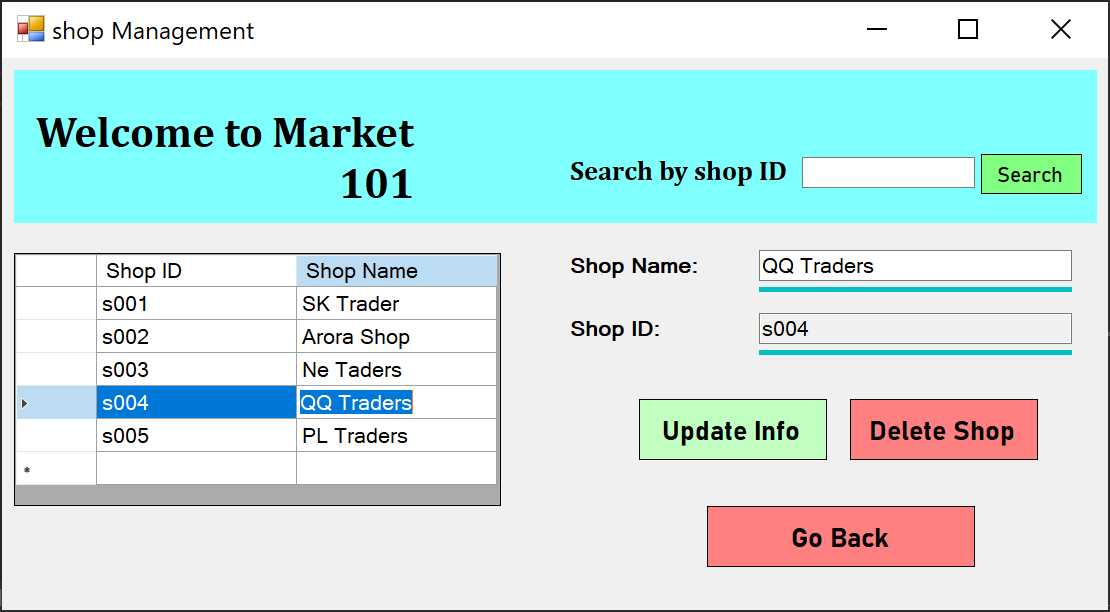 shop Management
Welcome to Market
101
Search by shop ID
Search
Shop ID Shop Name
s001 SK Trader
s002 Arora Shop
s003 Ne Taders
s004 QQ Traders
s005 PL Traders
Shop Name: QQ Traders
Shop ID: s004
Update Info
Delete Shop
Go Back